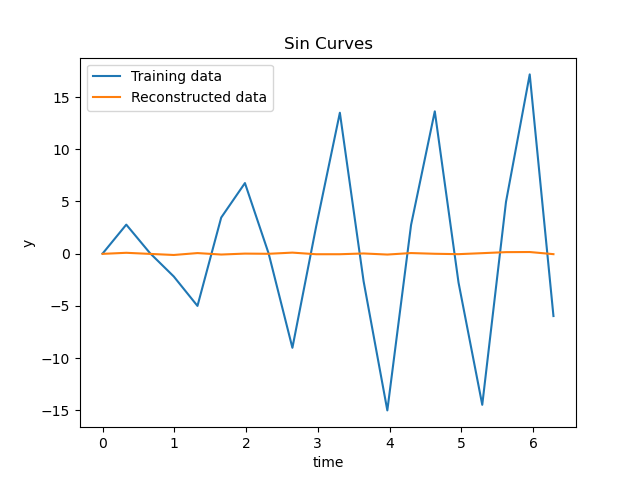 Sin Curves
Training data
Reconstructed data
15
10
5
0
−5
−10
−15
y
0 1 2 3 4 5 6
time